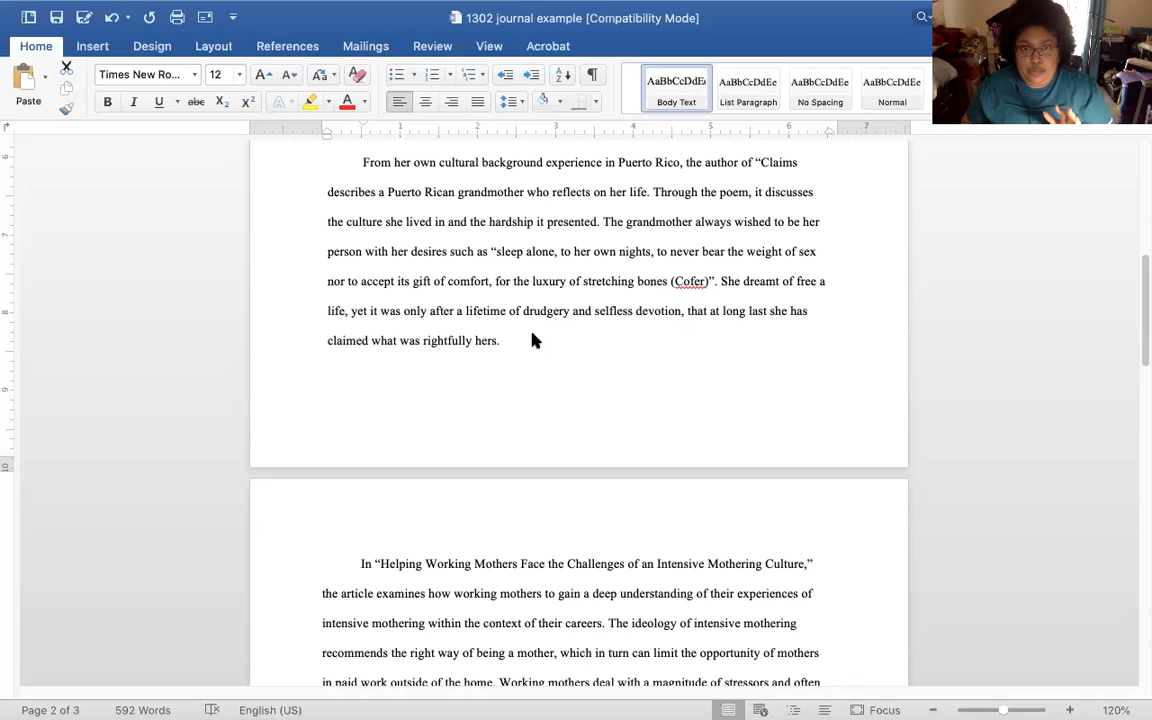 1302 journal example [Compatibility Mode]
Home Insert Design Layout References Mailings Review View Acrobat
Times New Ro... 12
Paste
AaBbCcDdEe AaBbCcDdEe AaBbCcDdEe AaBbCcDdEe
Body Text List Paragraph No Spacing Normal
1 2 3 4 5 6 7
From her own cultural background experience in Puerto Rico, the author of “Claims
describes a Puerto Rican grandmother who reflects on her life. Through the poem, it discusses
the culture she lived in and the hardship it presented. The grandmother always wished to be her
person with her desires such as “sleep alone, to her own nights, to never bear the weight of sex
nor to accept its gift of comfort, for the luxury of stretching bones (Cofer)”. She dreamt of free a
life, yet it was only after a lifetime of drudgery and selfless devotion, that at long last she has
claimed what was rightfully hers.
In “Helping Working Mothers Face the Challenges of an Intensive Mothering Culture,”
the article examines how working mothers to gain a deep understanding of their experiences of
intensive mothering within the context of their careers. The ideology of intensive mothering
recommends the right way of being a mother, which in turn can limit the opportunity of mothers
in paid work outside of the home. Working mothers deal with a magnitude of stressors and often
Page 2 of 3 592 Words English (US) Focus 120%